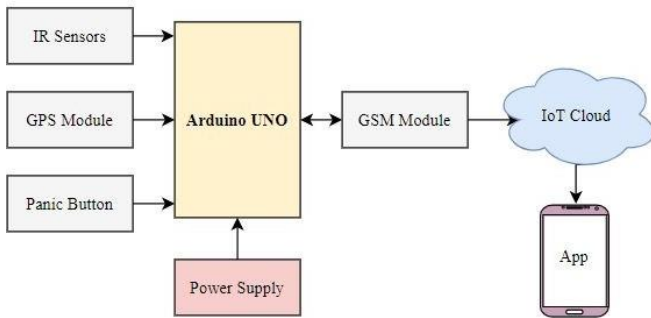 IR Sensors
GPS Module
Arduino UNO
GSM Module
IoT Cloud
Panic Button
App
Power Supply